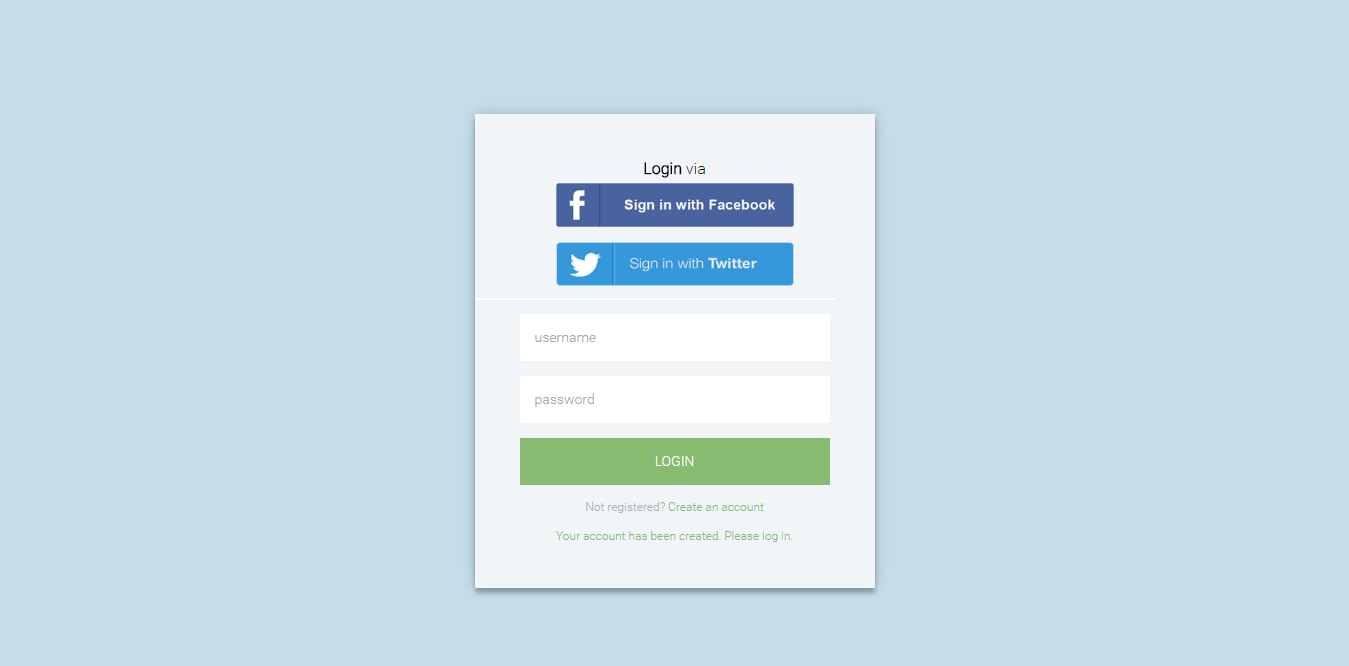 Login via
Sign in with Facebook
Sign in with Twitter
username
password
LOGIN
Not registered? Create an account
Your account has been created. Please log in.